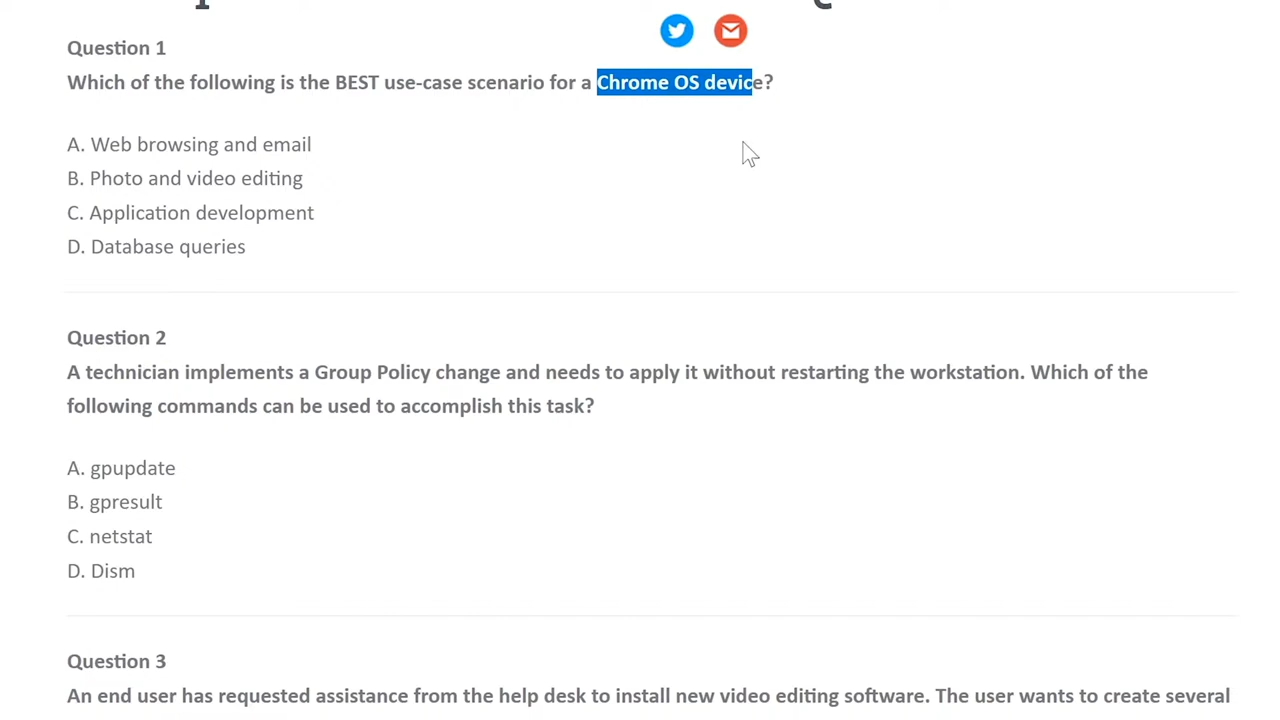 Question 1
Which of the following is the BEST use-case scenario for a Chrome OS device?
A. Web browsing and email
B. Photo and video editing
C. Application development
D. Database queries
Question 2
A technician implements a Group Policy change and needs to apply it without restarting the workstation. Which of the
following commands can be used to accomplish this task?
A. gpupdate
B. gpresult
C. netstat
D. Dism
Question 3
An end user has requested assistance from the help desk to install new video editing software. The user wants to create several